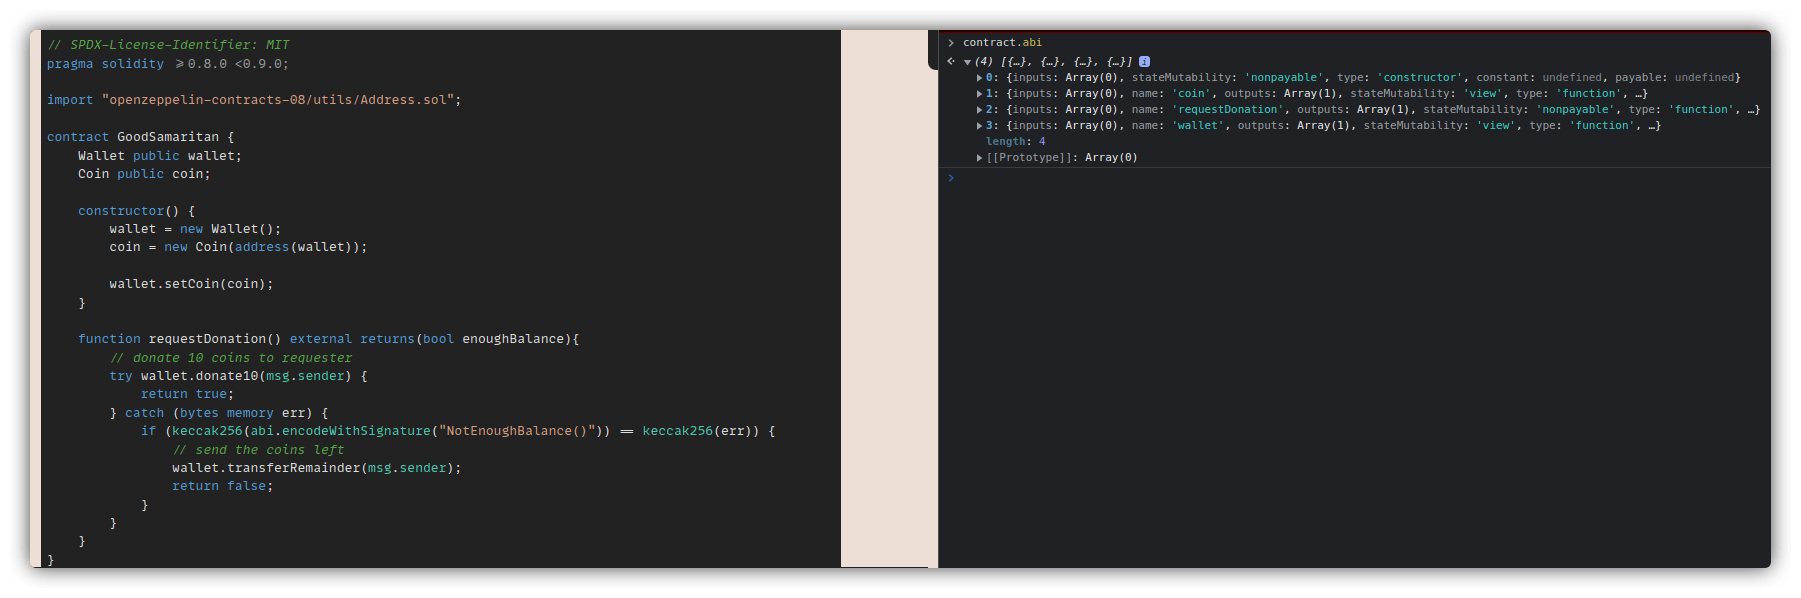 // SPDX-License-Identifier: MIT
pragma solidity >=0.8.0 <0.9.0;
import "openzeppelin-contracts-08/utils/Address.sol";
contract GoodSamaritan {
Wallet public wallet;
Coin public coin;
constructor() {
wallet = new Wallet();
coin = new Coin(address(wallet));
wallet.setCoin(coin);
}
function requestDonation() external returns(bool enoughBalance){
// donate 10 coins to requester
try wallet.donate10(msg.sender) {
return true;
} catch (bytes memory err) {
if (keccak256(abi.encodeWithSignature("NotEnoughBalance()")) == keccak256(err)) {
// send the coins left
wallet.transferRemainder(msg.sender);
return false;
}
}
}
}
> contract.abi
(4) [{…}, {…}, {…}, {…}] i
0: {inputs: Array(0), stateMutability: 'nonpayable', type: 'constructor', constant: undefined, payable: undefined}
1: {inputs: Array(0), name: 'coin', outputs: Array(1), stateMutability: 'view', type: 'function', …}
2: {inputs: Array(0), name: 'requestDonation', outputs: Array(1), stateMutability: 'nonpayable', type: 'function', …}
3: {inputs: Array(0), name: 'wallet', outputs: Array(1), stateMutability: 'view', type: 'function', …}
length: 4
[[Prototype]]: Array(0)
>